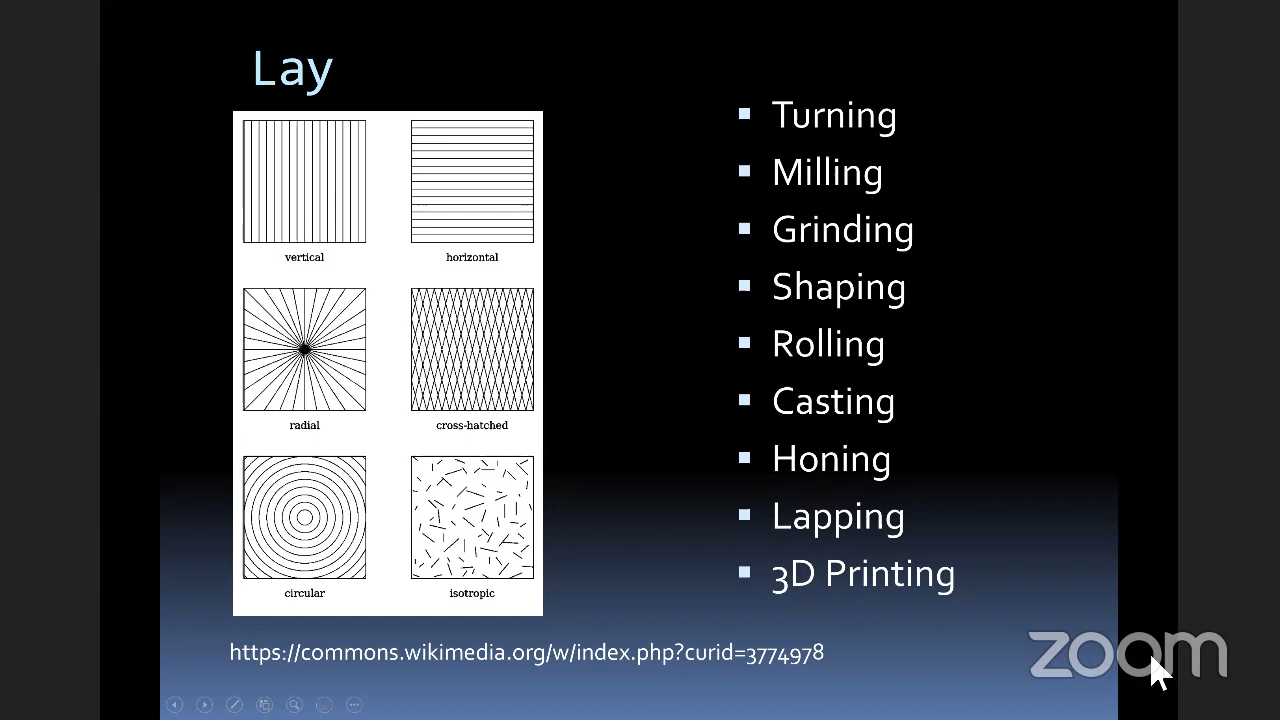 Lay
vertical
horizontal
radial
cross-hatched
circular
isotropic
Turning
Milling
Grinding
Shaping
Rolling
Casting
Honing
Lapping
3D Printing
https://commons.wikimedia.org/w/index.php?curid=3774978
zoom